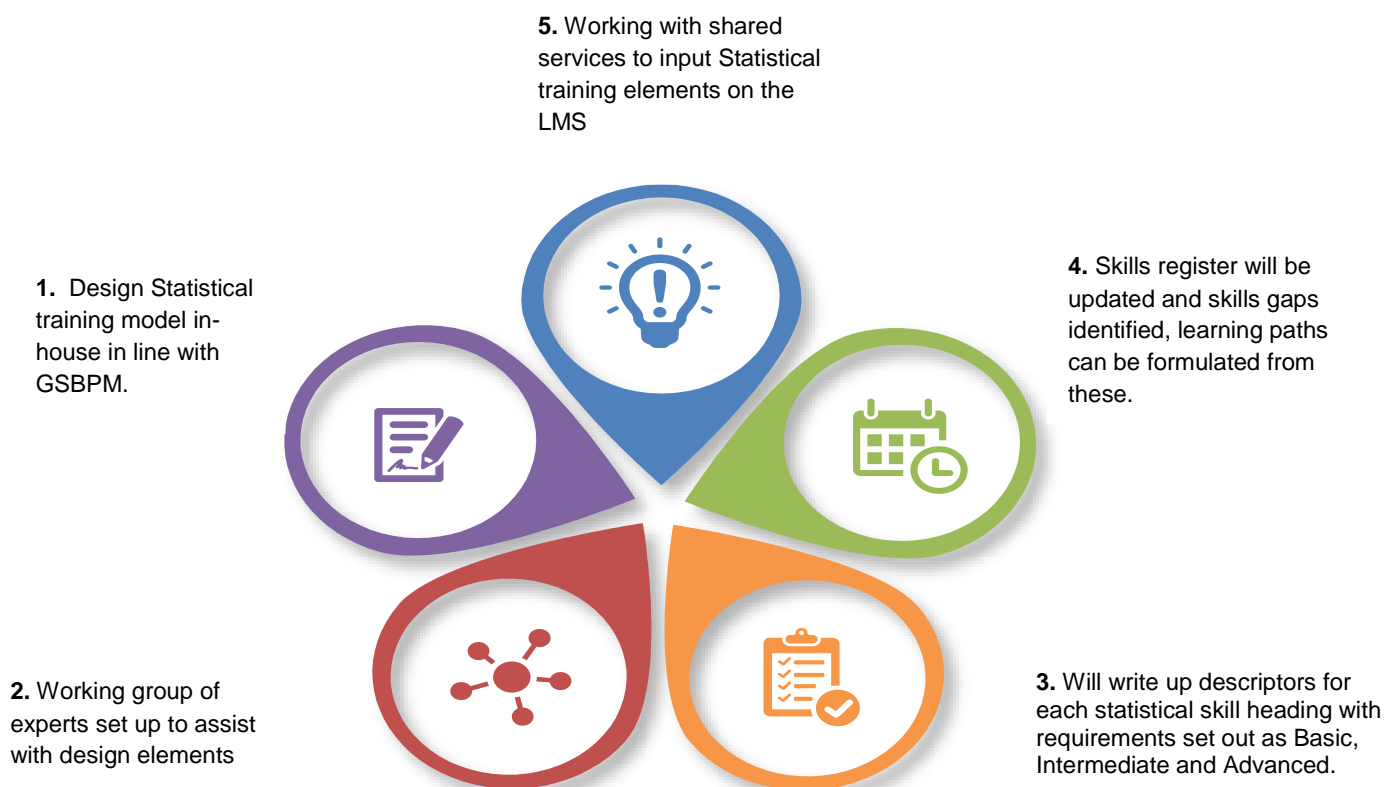 5. Working with shared
services to input Statistical
training elements on the
LMS
1. Design Statistical
training model in-
house in line with
GSBPM.
4. Skills register will be
updated and skills gaps
identified, learning paths
can be formulated from
these.
2. Working group of
experts set up to assist
with design elements
3. Will write up descriptors for
each statistical skill heading with
requirements set out as Basic,
Intermediate and Advanced.